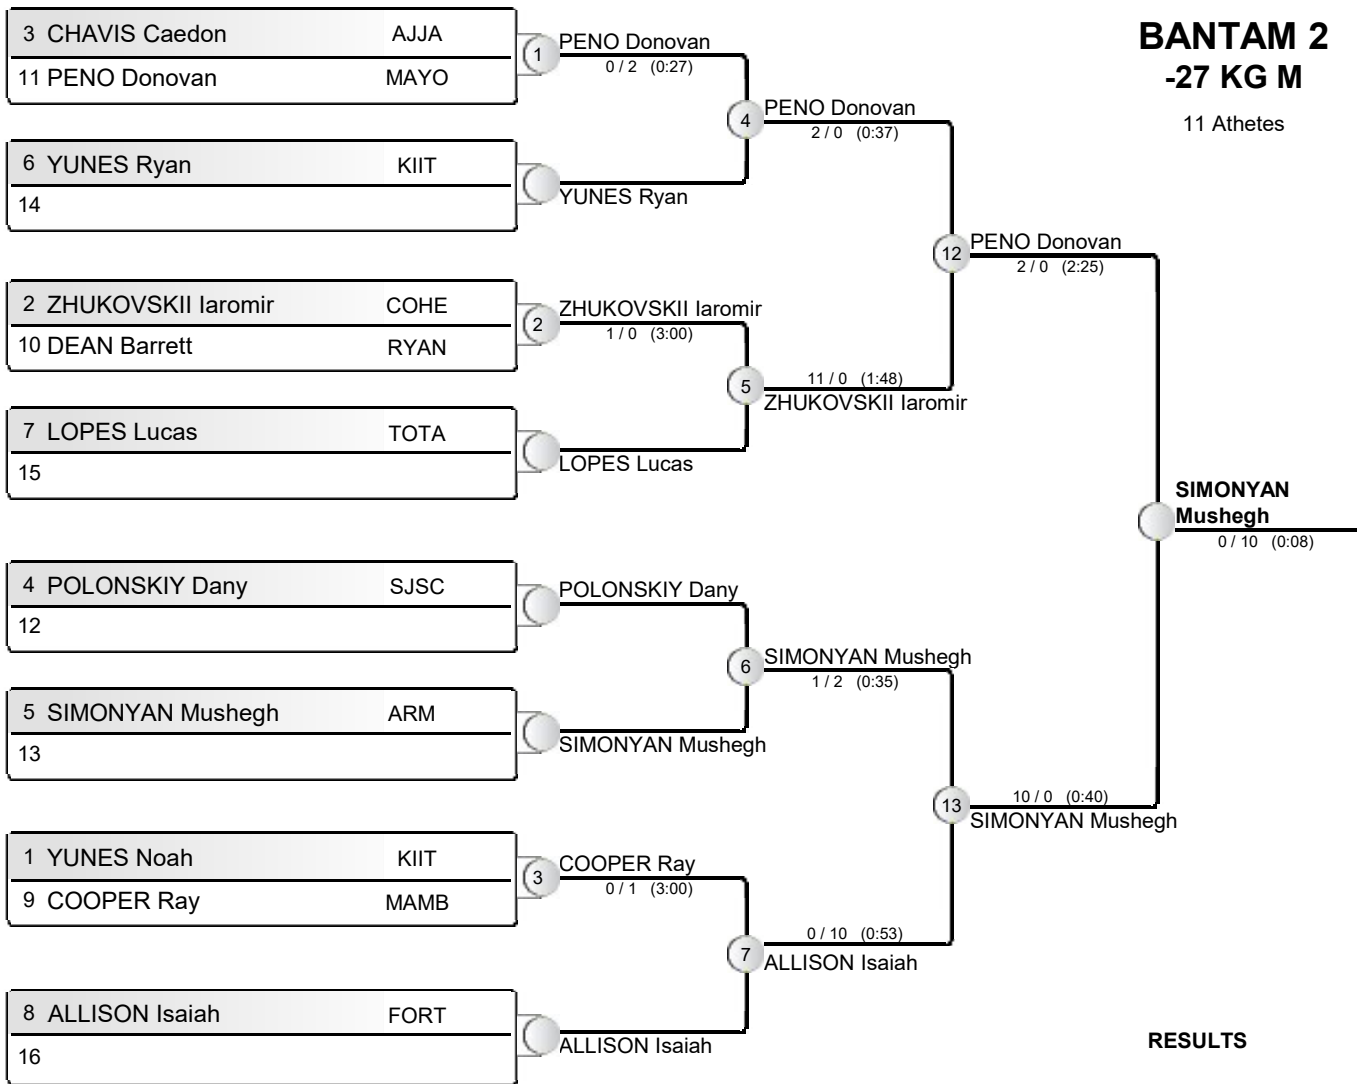 BANTAM 2
-27 KG M
11 Athetes
3 CHAVIS Caedon AJJA
11 PENO Donovan MAYO
1
PENO Donovan
0 / 2 (0:27)
6 YUNES Ryan KIIT
14
YUNES Ryan
4
PENO Donovan
2 / 0 (0:37)
2 ZHUKOVSKII Iaromir COHE
10 DEAN Barrett RYAN
2
ZHUKOVSKII Iaromir
1 / 0 (3:00)
7 LOPES Lucas TOTA
15
LOPES Lucas
5
11 / 0 (1:48)
ZHUKOVSKII Iaromir
12
PENO Donovan
2 / 0 (2:25)
4 POLONSKIY Dany SJSC
12
POLONSKIY Dany
5 SIMONYAN Mushegh ARM
13
SIMONYAN Mushegh
6
SIMONYAN Mushegh
1 / 2 (0:35)
1 YUNES Noah KIIT
9 COOPER Ray MAMB
3
COOPER Ray
0 / 1 (3:00)
8 ALLISON Isaiah FORT
16
ALLISON Isaiah
7
0 / 10 (0:53)
ALLISON Isaiah
13
10 / 0 (0:40)
SIMONYAN Mushegh
SIMONYAN
Mushegh
0 / 10 (0:08)
RESULTS